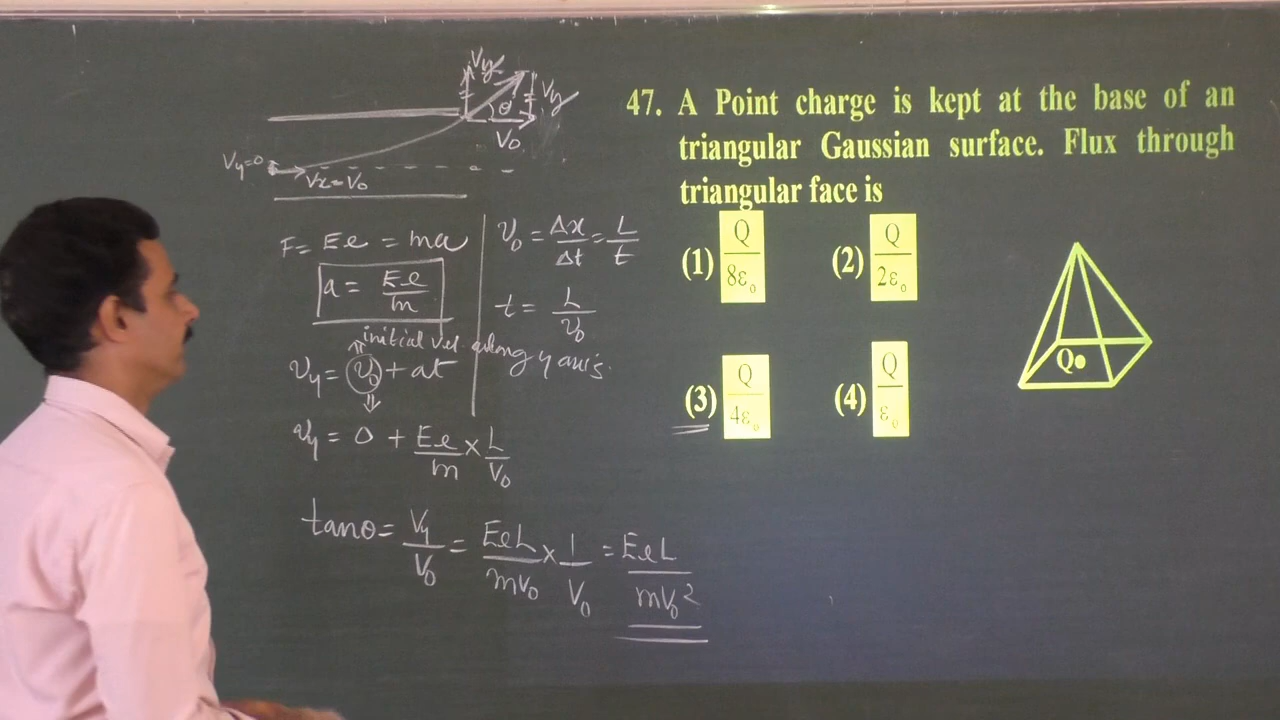 Vy
θ
Vy
V₀
Vy=0
Vx=V₀
F= Ee = ma
a = Ee/m
V₀ = Δx/Δt = L/t
t = L/V₀
initial vel. along y axis.
Vy = V₀ + at
Vy = 0 + Ee/m × L/V₀
tanθ = Vy/V₀ = EeL/mV₀ × 1/V₀ = EeL/mV₀²
47. A Point charge is kept at the base of an
triangular Gaussian surface. Flux through
triangular face is
(1) Q/8ε₀ (2) Q/2ε₀
(3) Q/4ε₀ (4) Q/ε₀
Q